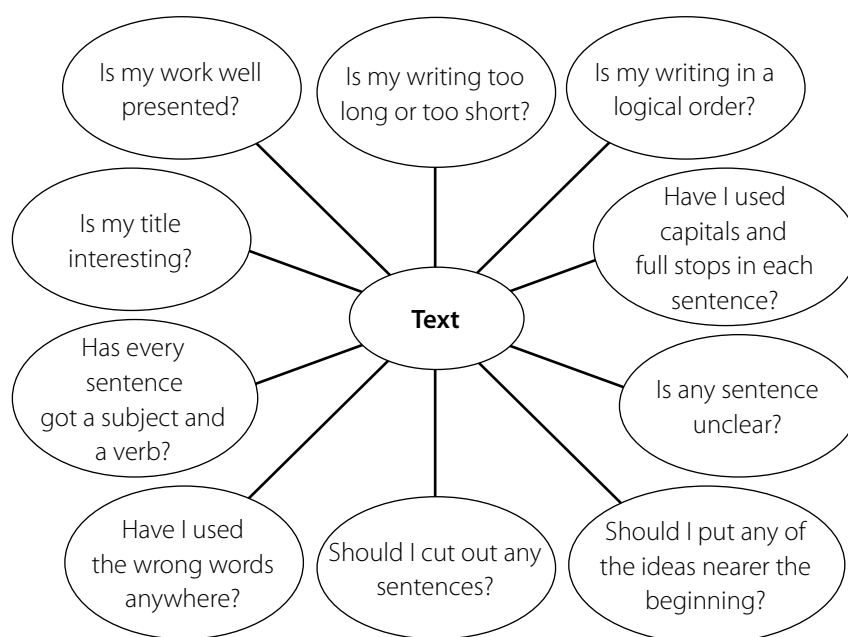 Is my work well
presented?
Is my writing too
long or too short?
Is my writing in a
logical order?
Is my title
interesting?
Have I used
capitals and
full stops in each
sentence?
Text
Has every
sentence
got a subject and
a verb?
Is any sentence
unclear?
Have I used
the wrong words
anywhere?
Should I cut out any
sentences?
Should I put any of
the ideas nearer the
beginning?